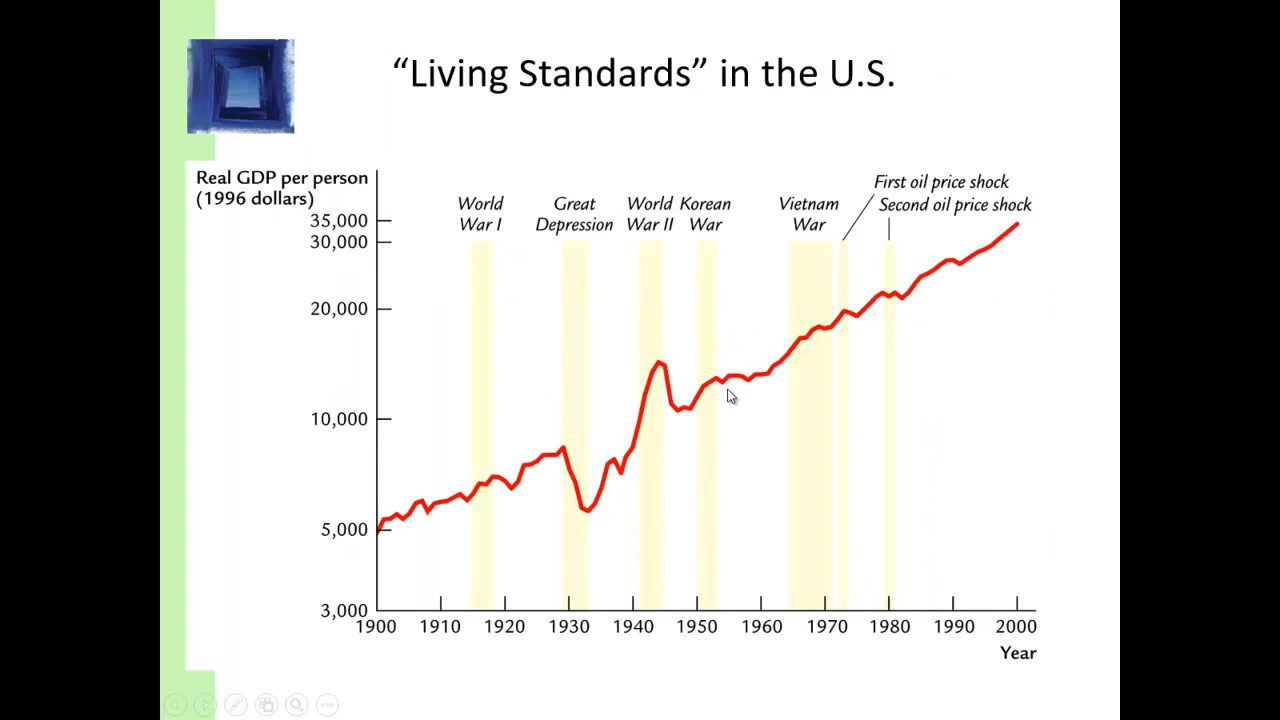 “Living Standards” in the U.S.
Real GDP per person
(1996 dollars)
First oil price shock
Second oil price shock
World
War I
Great
Depression
World
War II
Korean
War
Vietnam
War
35,000
30,000
20,000
10,000
5,000
3,000
1900 1910 1920 1930 1940 1950 1960 1970 1980 1990 2000
Year